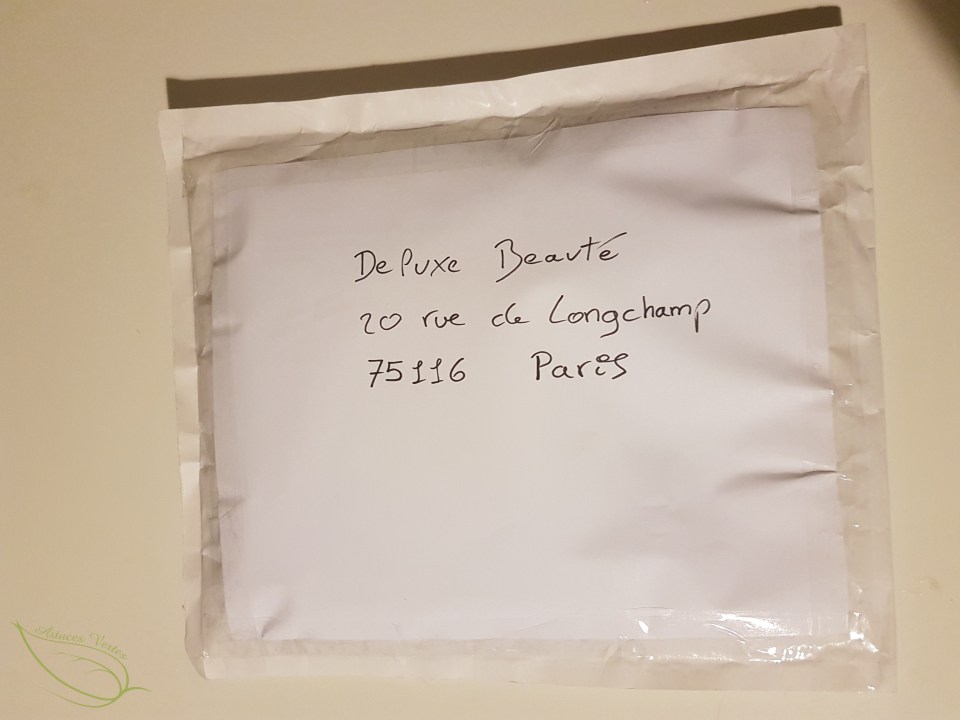 DePuxe Beauté
20 rue de Longchamp
75116 Paris
Astuces Vertes